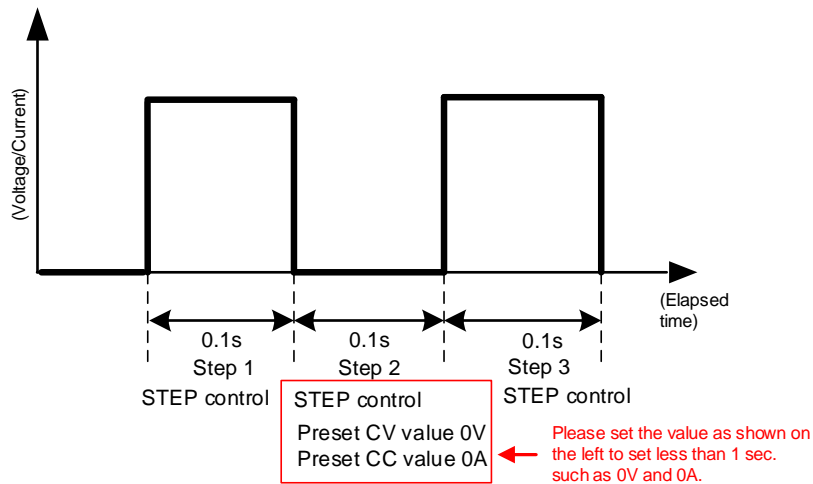 (Voltage/Current)
(Elapsed
time)
0.1s
Step 1
STEP control
0.1s
Step 2
STEP control
Preset CV value 0V
Preset CC value 0A
0.1s
Step 3
STEP control
Please set the value as shown on
the left to set less than 1 sec.
such as 0V and 0A.